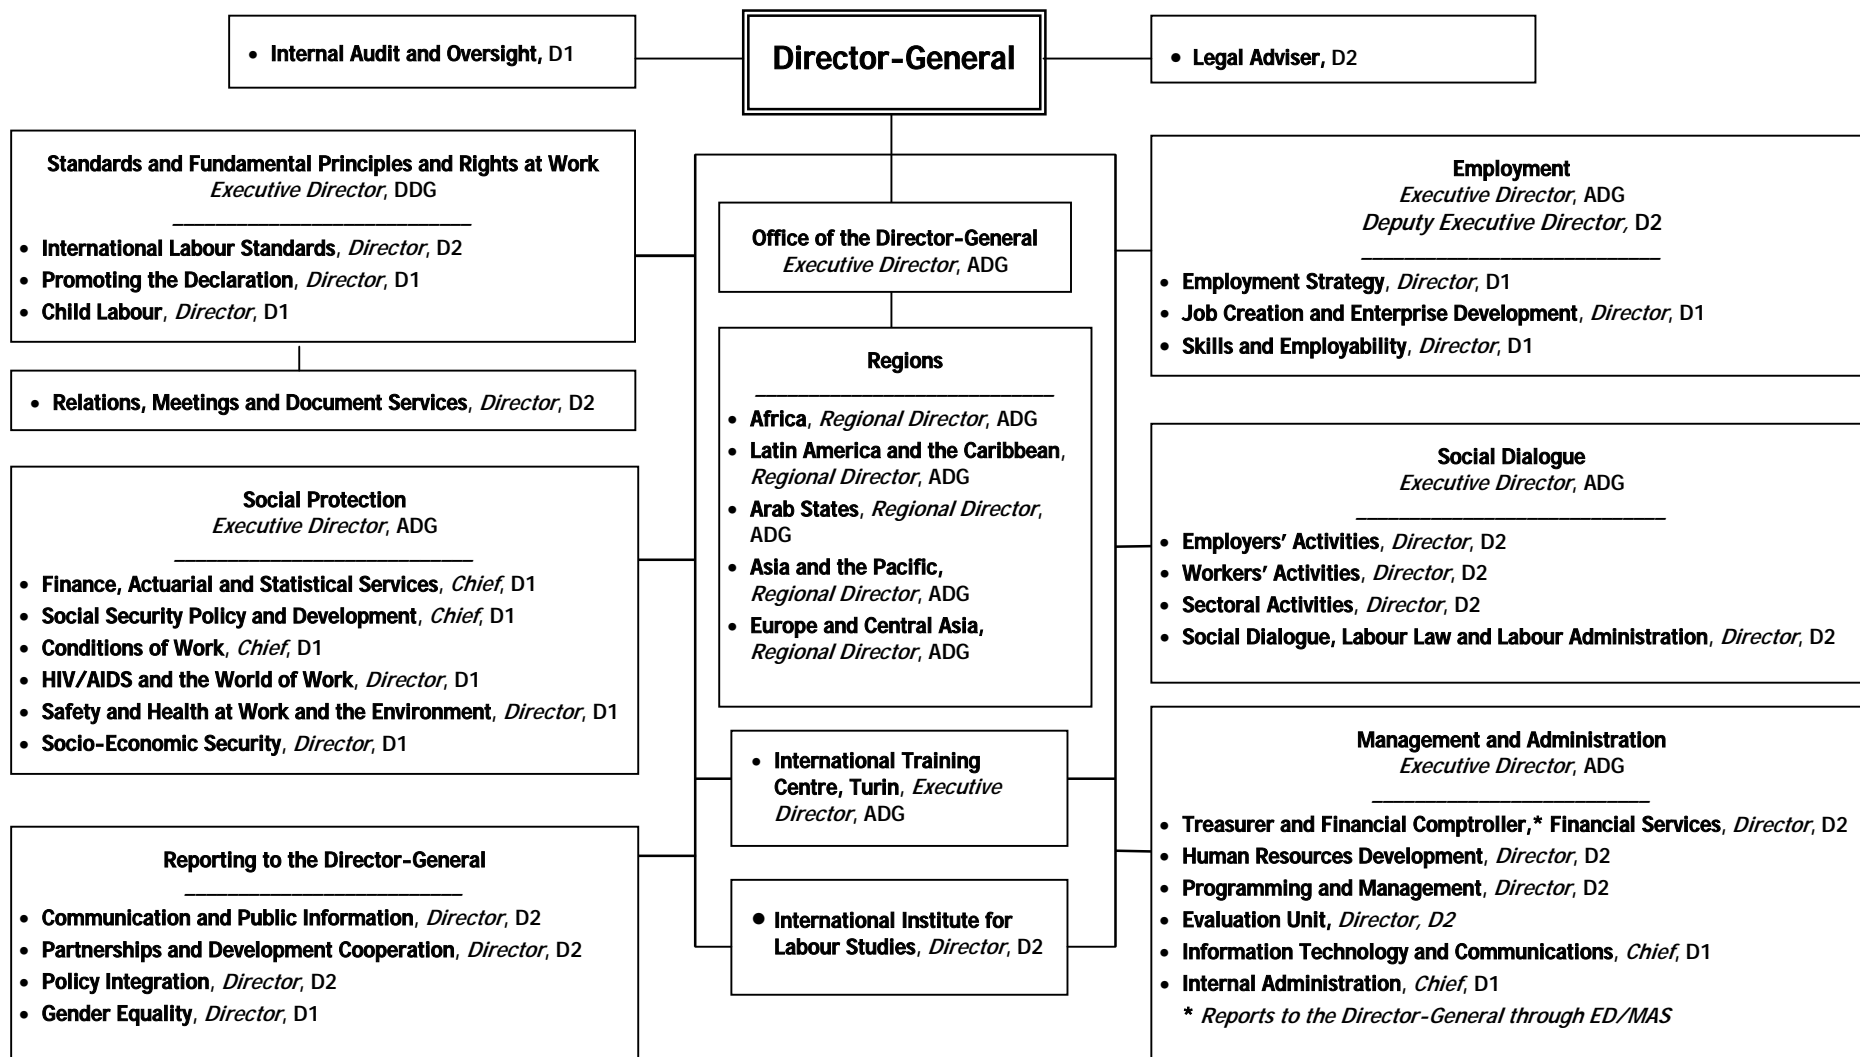 • Internal Audit and Oversight, D1
Director-General
• Legal Adviser, D2
Standards and Fundamental Principles and Rights at Work
Executive Director, DDG
• International Labour Standards, Director, D2
• Promoting the Declaration, Director, D1
• Child Labour, Director, D1
• Relations, Meetings and Document Services, Director, D2
Social Protection
Executive Director, ADG
• Finance, Actuarial and Statistical Services, Chief, D1
• Social Security Policy and Development, Chief, D1
• Conditions of Work, Chief, D1
• HIV/AIDS and the World of Work, Director, D1
• Safety and Health at Work and the Environment, Director, D1
• Socio-Economic Security, Director, D1
Reporting to the Director-General
• Communication and Public Information, Director, D2
• Partnerships and Development Cooperation, Director, D2
• Policy Integration, Director, D2
• Gender Equality, Director, D1
Office of the Director-General
Executive Director, ADG
Regions
• Africa, Regional Director, ADG
• Latin America and the Caribbean,
Regional Director, ADG
• Arab States, Regional Director,
ADG
• Asia and the Pacific,
Regional Director, ADG
• Europe and Central Asia,
Regional Director, ADG
• International Training
Centre, Turin, Executive
Director, ADG
• International Institute for
Labour Studies, Director, D2
Employment
Executive Director, ADG
Deputy Executive Director, D2
• Employment Strategy, Director, D1
• Job Creation and Enterprise Development, Director, D1
• Skills and Employability, Director, D1
Social Dialogue
Executive Director, ADG
• Employers' Activities, Director, D2
• Workers' Activities, Director, D2
• Sectoral Activities, Director, D2
• Social Dialogue, Labour Law and Labour Administration, Director, D2
Management and Administration
Executive Director, ADG
• Treasurer and Financial Comptroller,* Financial Services, Director, D2
• Human Resources Development, Director, D2
• Programming and Management, Director, D2
• Evaluation Unit, Director, D2
• Information Technology and Communications, Chief, D1
• Internal Administration, Chief, D1
* Reports to the Director-General through ED/MAS